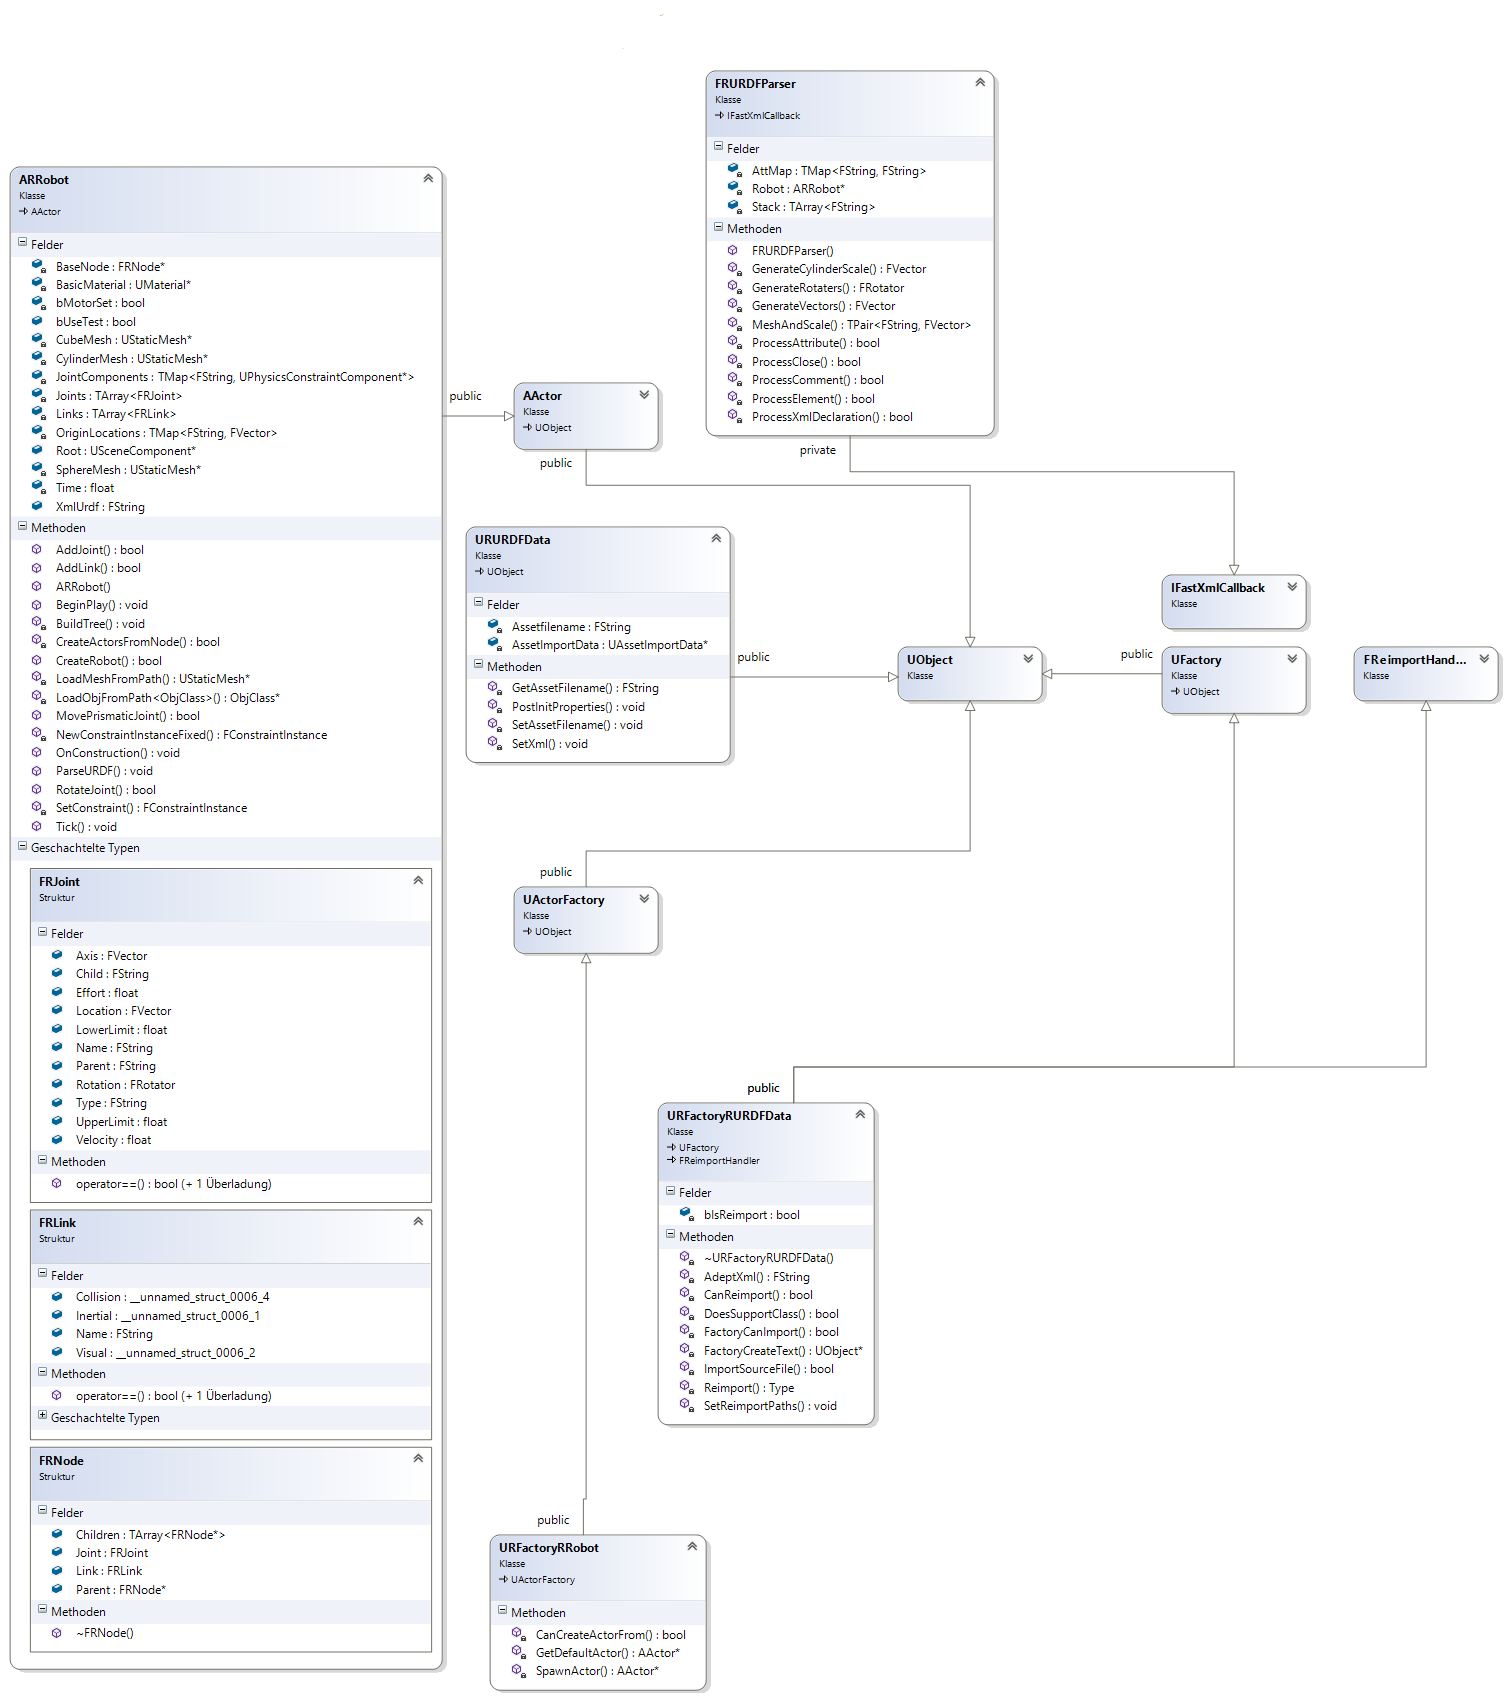 FRURDFParser
Klasse
IFastXmlCallback
Felder
AttMap : TMap<FString, FString>
Robot : ARRobot*
Stack : TArray<FString>
Methoden
FRURDFParser()
GenerateCylinderScale() : FVector
GenerateRotaters() : FRotator
GenerateVectors() : FVector
MeshAndScale() : TPair<FString, FVector>
ProcessAttribute() : bool
ProcessClose() : bool
ProcessComment() : bool
ProcessElement() : bool
ProcessXmlDeclaration() : bool
private
ARRobot
Klasse
AActor
Felder
BaseNode : FRNode*
BasicMaterial : UMaterial*
bMotorSet : bool
bUseTest : bool
CubeMesh : UStaticMesh*
CylinderMesh : UStaticMesh*
JointComponents : TMap<FString, UPhysicsConstraintComponent*>
Joints : TArray<FRJoint>
Links : TArray<FRLink>
OriginLocations : TMap<FString, FVector>
Root : USceneComponent*
SphereMesh : UStaticMesh*
Time : float
XmlUrdf : FString
Methoden
AddJoint() : bool
AddLink() : bool
ARRobot()
BeginPlay() : void
BuildTree() : void
CreateActorsFromNode() : bool
CreateRobot() : bool
LoadMeshFromPath() : UStaticMesh*
LoadObjFromPath<ObjClass>() : ObjClass*
MovePrismaticJoint() : bool
NewConstraintInstanceFixed() : FConstraintInstance
OnConstruction() : void
ParseURDF() : void
RotateJoint() : bool
SetConstraint() : FConstraintInstance
Tick() : void
Geschachtelte Typen
FRJoint
Struktur
Felder
Axis : FVector
Child : FString
Effort : float
Location : FVector
LowerLimit : float
Name : FString
Parent : FString
Rotation : FRotator
Type : FString
UpperLimit : float
Velocity : float
Methoden
operator==() : bool (+ 1 Überladung)
FRLink
Struktur
Felder
Collision : __unnamed_struct_0006_4
Inertial : __unnamed_struct_0006_1
Name : FString
Visual : __unnamed_struct_0006_2
Methoden
operator==() : bool (+ 1 Überladung)
Geschachtelte Typen
FRNode
Struktur
Felder
Children : TArray<FRNode*>
Joint : FRJoint
Link : FRLink
Parent : FRNode*
Methoden
~FRNode()
public
AActor
Klasse
UObject
public
URURDFData
Klasse
UObject
Felder
Assetfilename : FString
AssetImportData : UAssetImportData*
Methoden
GetAssetFilename() : FString
PostInitProperties() : void
SetAssetFilename() : void
SetXml() : void
public
IFastXmlCallback
Klasse
UObject
Klasse
public
UFactory
Klasse
UObject
FReimportHand...
Klasse
public
UActorFactory
Klasse
UObject
public
URFactoryRURDFData
Klasse
UFactory
FReimportHandler
Felder
bIsReimport : bool
Methoden
~URFactoryRURDFData()
AdeptXml() : FString
CanReimport() : bool
DoesSupportClass() : bool
FactoryCanImport() : bool
FactoryCreateText() : UObject*
ImportSourceFile() : bool
Reimport() : Type
SetReimportPaths() : void
public
URFactoryRRobot
Klasse
UActorFactory
Methoden
CanCreateActorFrom() : bool
GetDefaultActor() : AActor*
SpawnActor() : AActor*